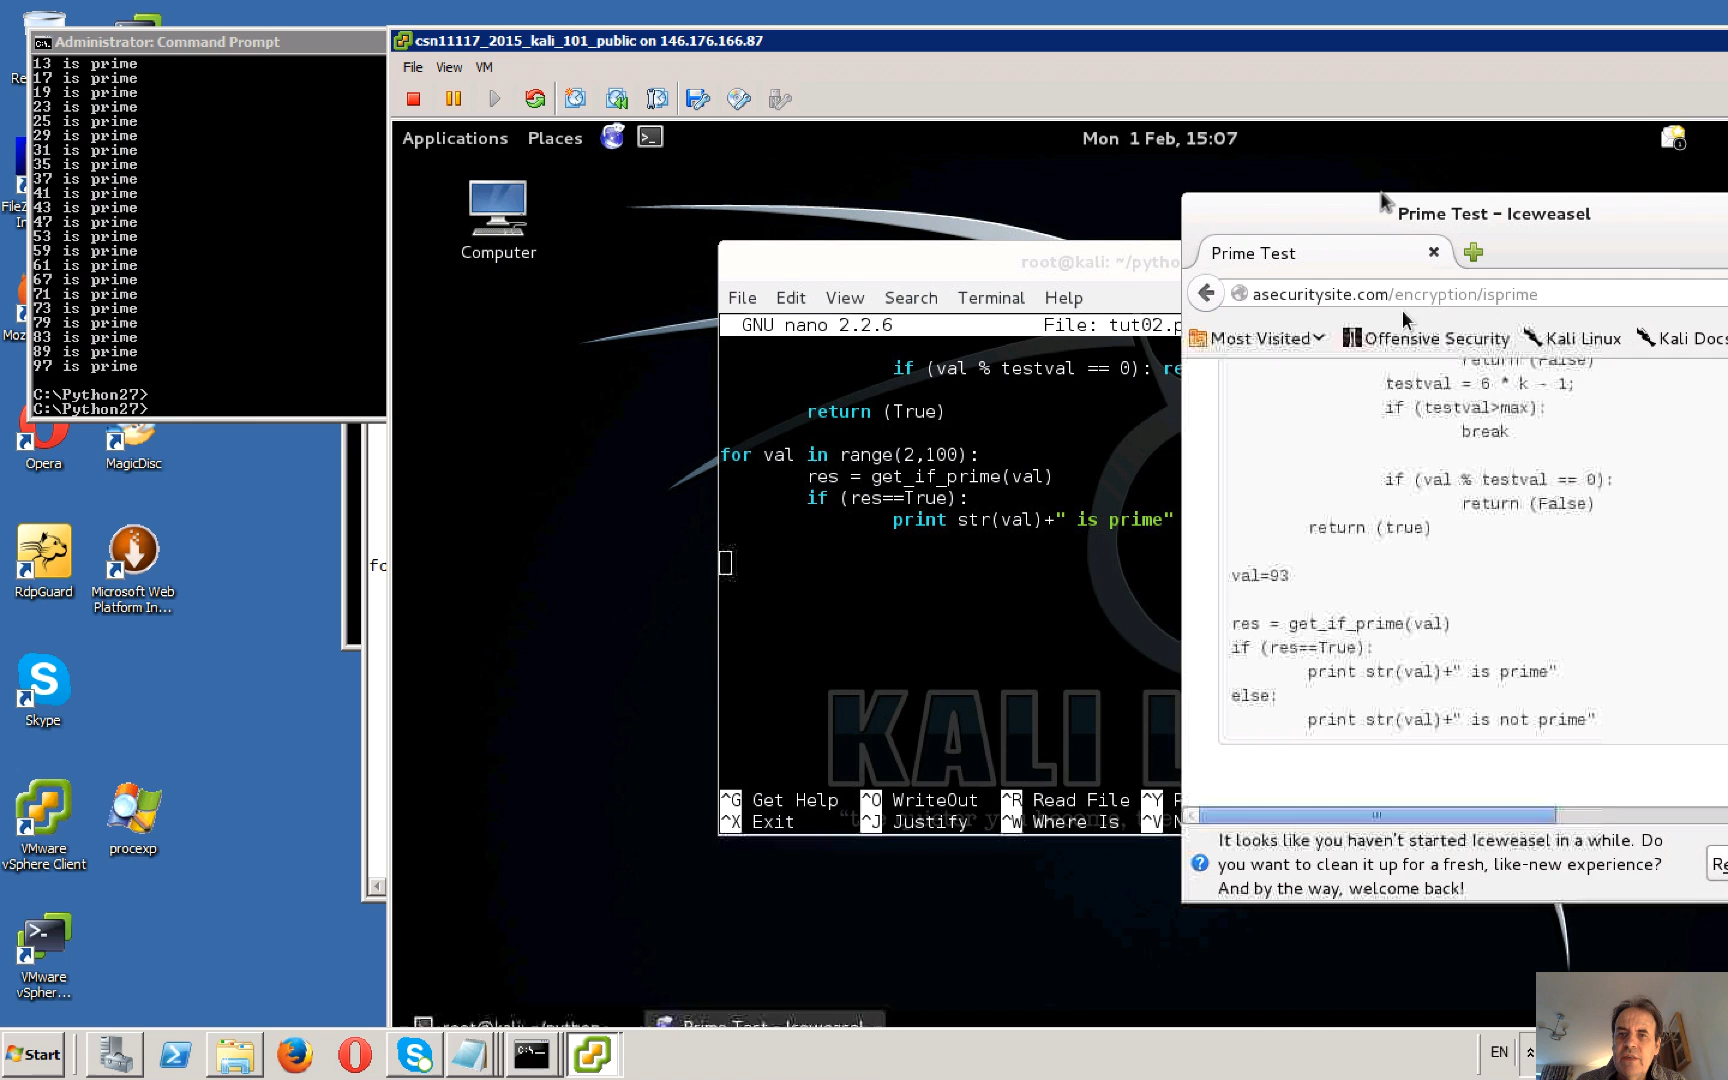 Administrator: Command Prompt
13 is prime
17 is prime
19 is prime
23 is prime
25 is prime
29 is prime
31 is prime
35 is prime
37 is prime
41 is prime
43 is prime
47 is prime
53 is prime
59 is prime
61 is prime
67 is prime
71 is prime
73 is prime
79 is prime
83 is prime
89 is prime
97 is prime
C:\Python27>
C:\Python27>
Opera
MagicDisc
RdpGuard
Microsoft Web
Platform In...
Skype
VMware
vSphere Client
procexp
VMware
vSpher...
fo
csn11117_2015_kali_101_public on 146.176.166.87
File View VM
Applications Places
Mon 1 Feb, 15:07
Computer
root@kali: ~/pytho
File Edit View Search Terminal Help
GNU nano 2.2.6 File: tut02.p
if (val % testval == 0): re
return (True)
for val in range(2,100):
res = get_if_prime(val)
if (res==True):
print str(val)+" is prime"
KALI L
^G Get Help ^O WriteOut ^R Read File ^Y P
^X Exit ^J Justify ^W Where Is ^V N
Prime Test - Iceweasel
Prime Test
asecuritysite.com/encryption/isprime
Most Visited Offensive Security Kali Linux Kali Docs
return (False)
testval = 6 * k - 1;
if (testval>max):
break
if (val % testval == 0):
return (False)
return (true)
val=93
res = get_if_prime(val)
if (res==True):
print str(val)+" is prime"
else:
print str(val)+" is not prime"
It looks like you haven't started Iceweasel in a while. Do
you want to clean it up for a fresh, like-new experience?
And by the way, welcome back!
Re
root@kali: ~/python
Prime Test - Iceweasel
Start
EN